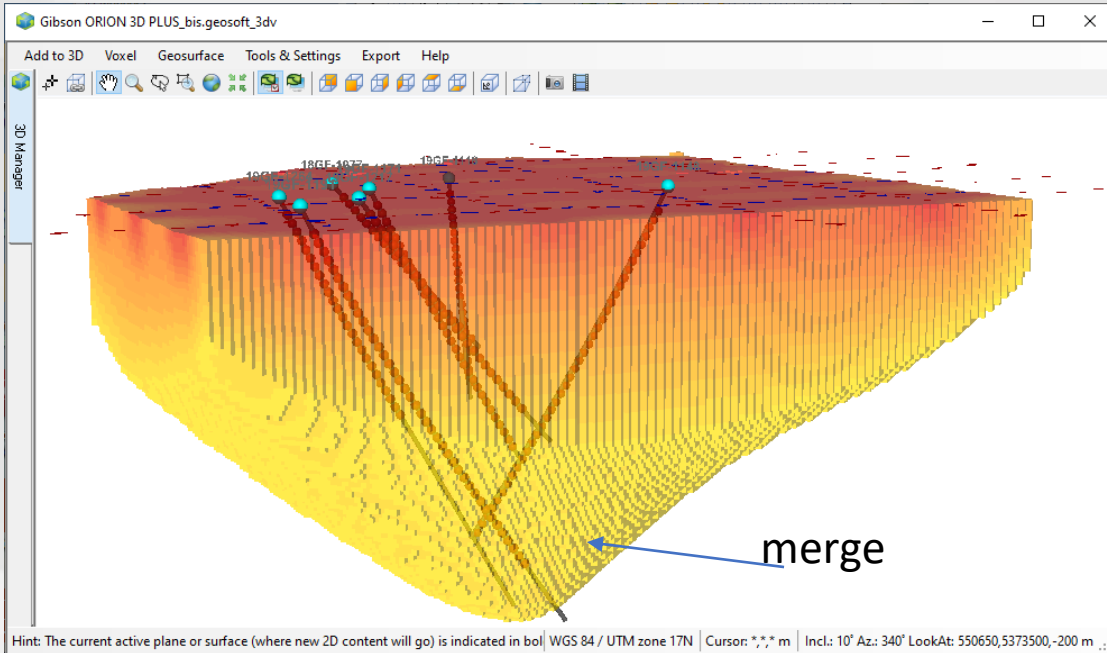 Gibson ORION 3D PLUS_bis.geosoft_3dv
Add to 3D Voxel Geosurface Tools & Settings Export Help
3D Manager
18GE-1077
merge
Hint: The current active plane or surface (where new 2D content will go) is indicated in bol WGS 84 / UTM zone 17N Cursor: *,*,* m Incl.: 10° Az.: 340° LookAt: 550650,5373500,-200 m